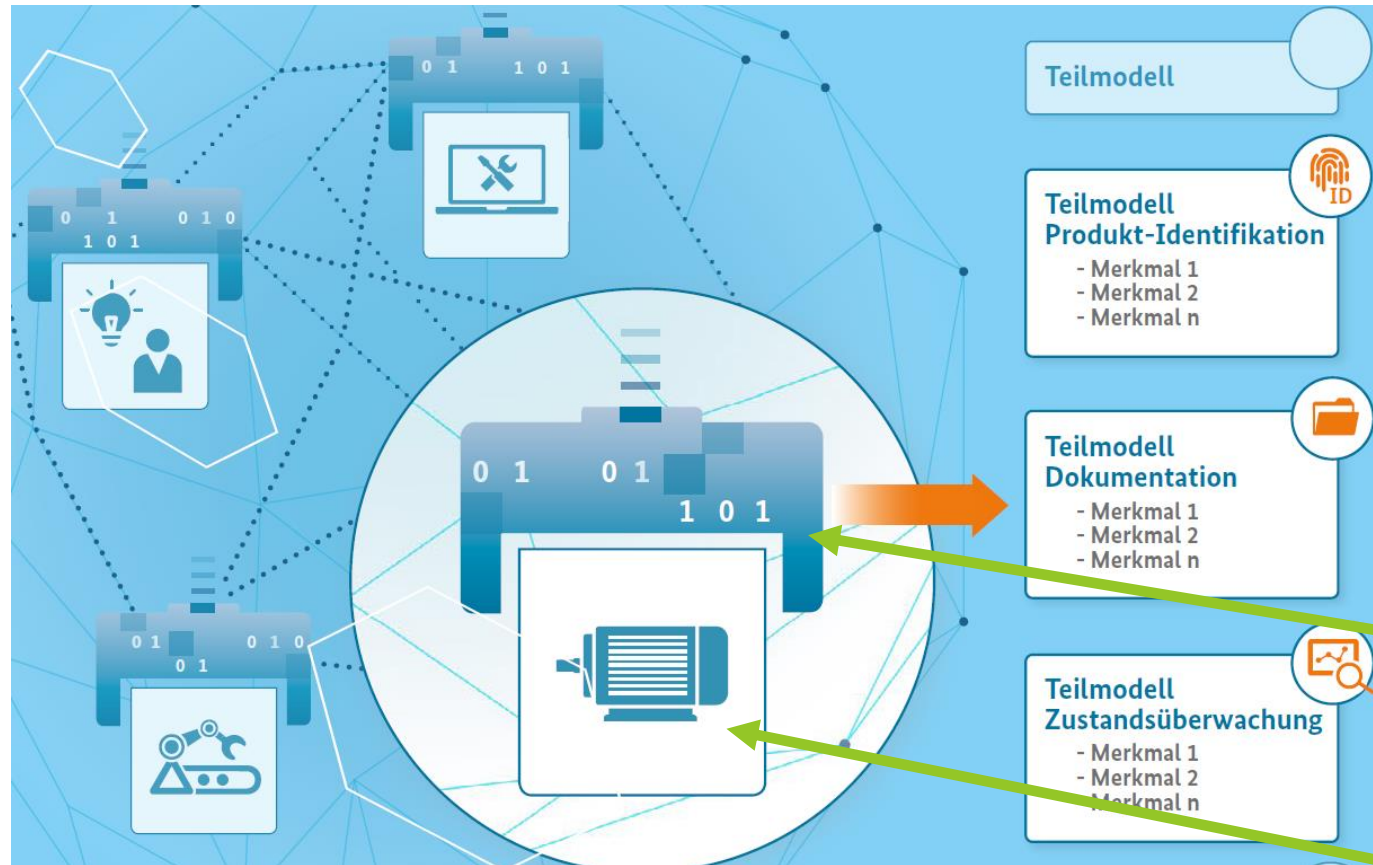 0 1 1 0 1
0 1 0 1 0
1 0 1
0 1 0 1
1 0 1
0 1 0 1 0
0 1
Teilmodell
ID
Teilmodell
Produkt-Identifikation
- Merkmal 1
- Merkmal 2
- Merkmal n
Teilmodell
Dokumentation
- Merkmal 1
- Merkmal 2
- Merkmal n
Teilmodell
Zustandsüberwachung
- Merkmal 1
- Merkmal 2
- Merkmal n